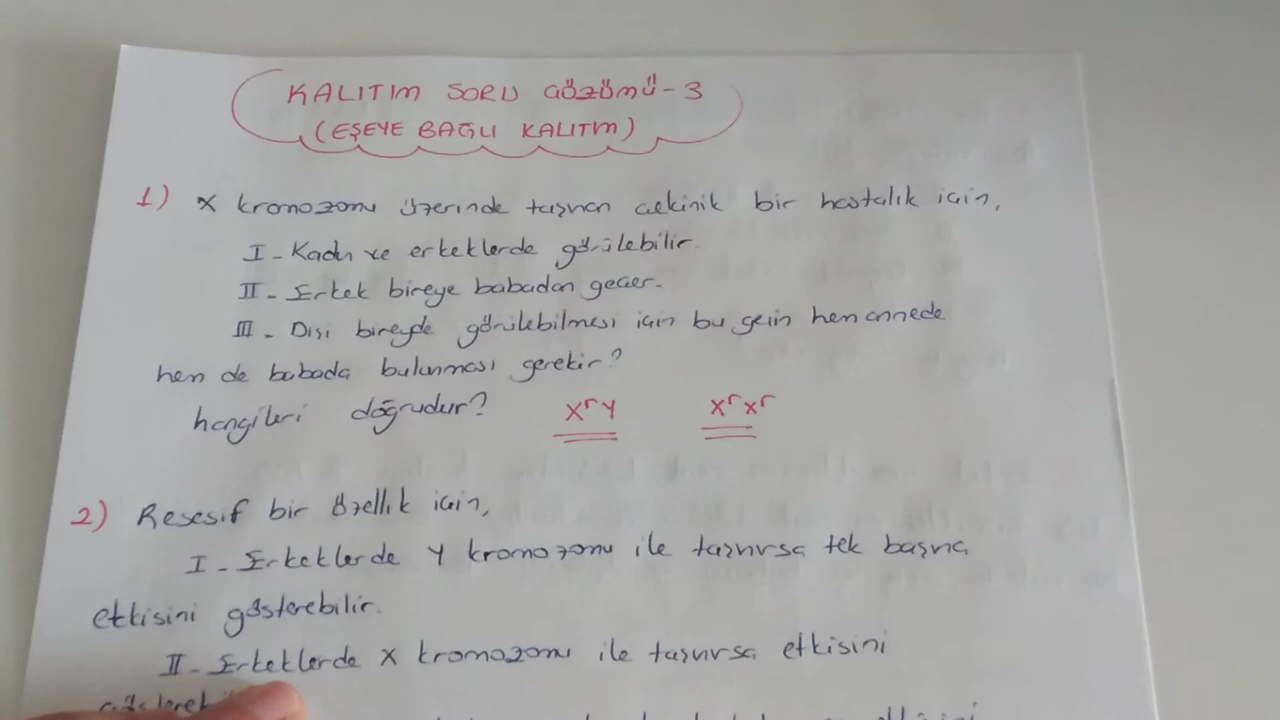 KALITIM SORU ÇÖZÜMÜ-3
(EŞEYE BAĞLI KALITIM)
1) X kromozomu üzerinde taşınan çekinik bir hastalık için,
I - Kadın ve erkeklerde görülebilir.
II - Erkek bireye babadan geçer.
III - Dişi bireyde görülebilmesi için bu genin hem annede
hem de babada bulunması gerekir?
hangileri doğrudur? XʳY XʳXʳ
2) Resesif bir özellik için,
I - Erkeklerde Y kromozomu ile taşınırsa tek başına
etkisini gösterebilir.
II - Erkeklerde X kromozomu ile taşınırsa etkisini